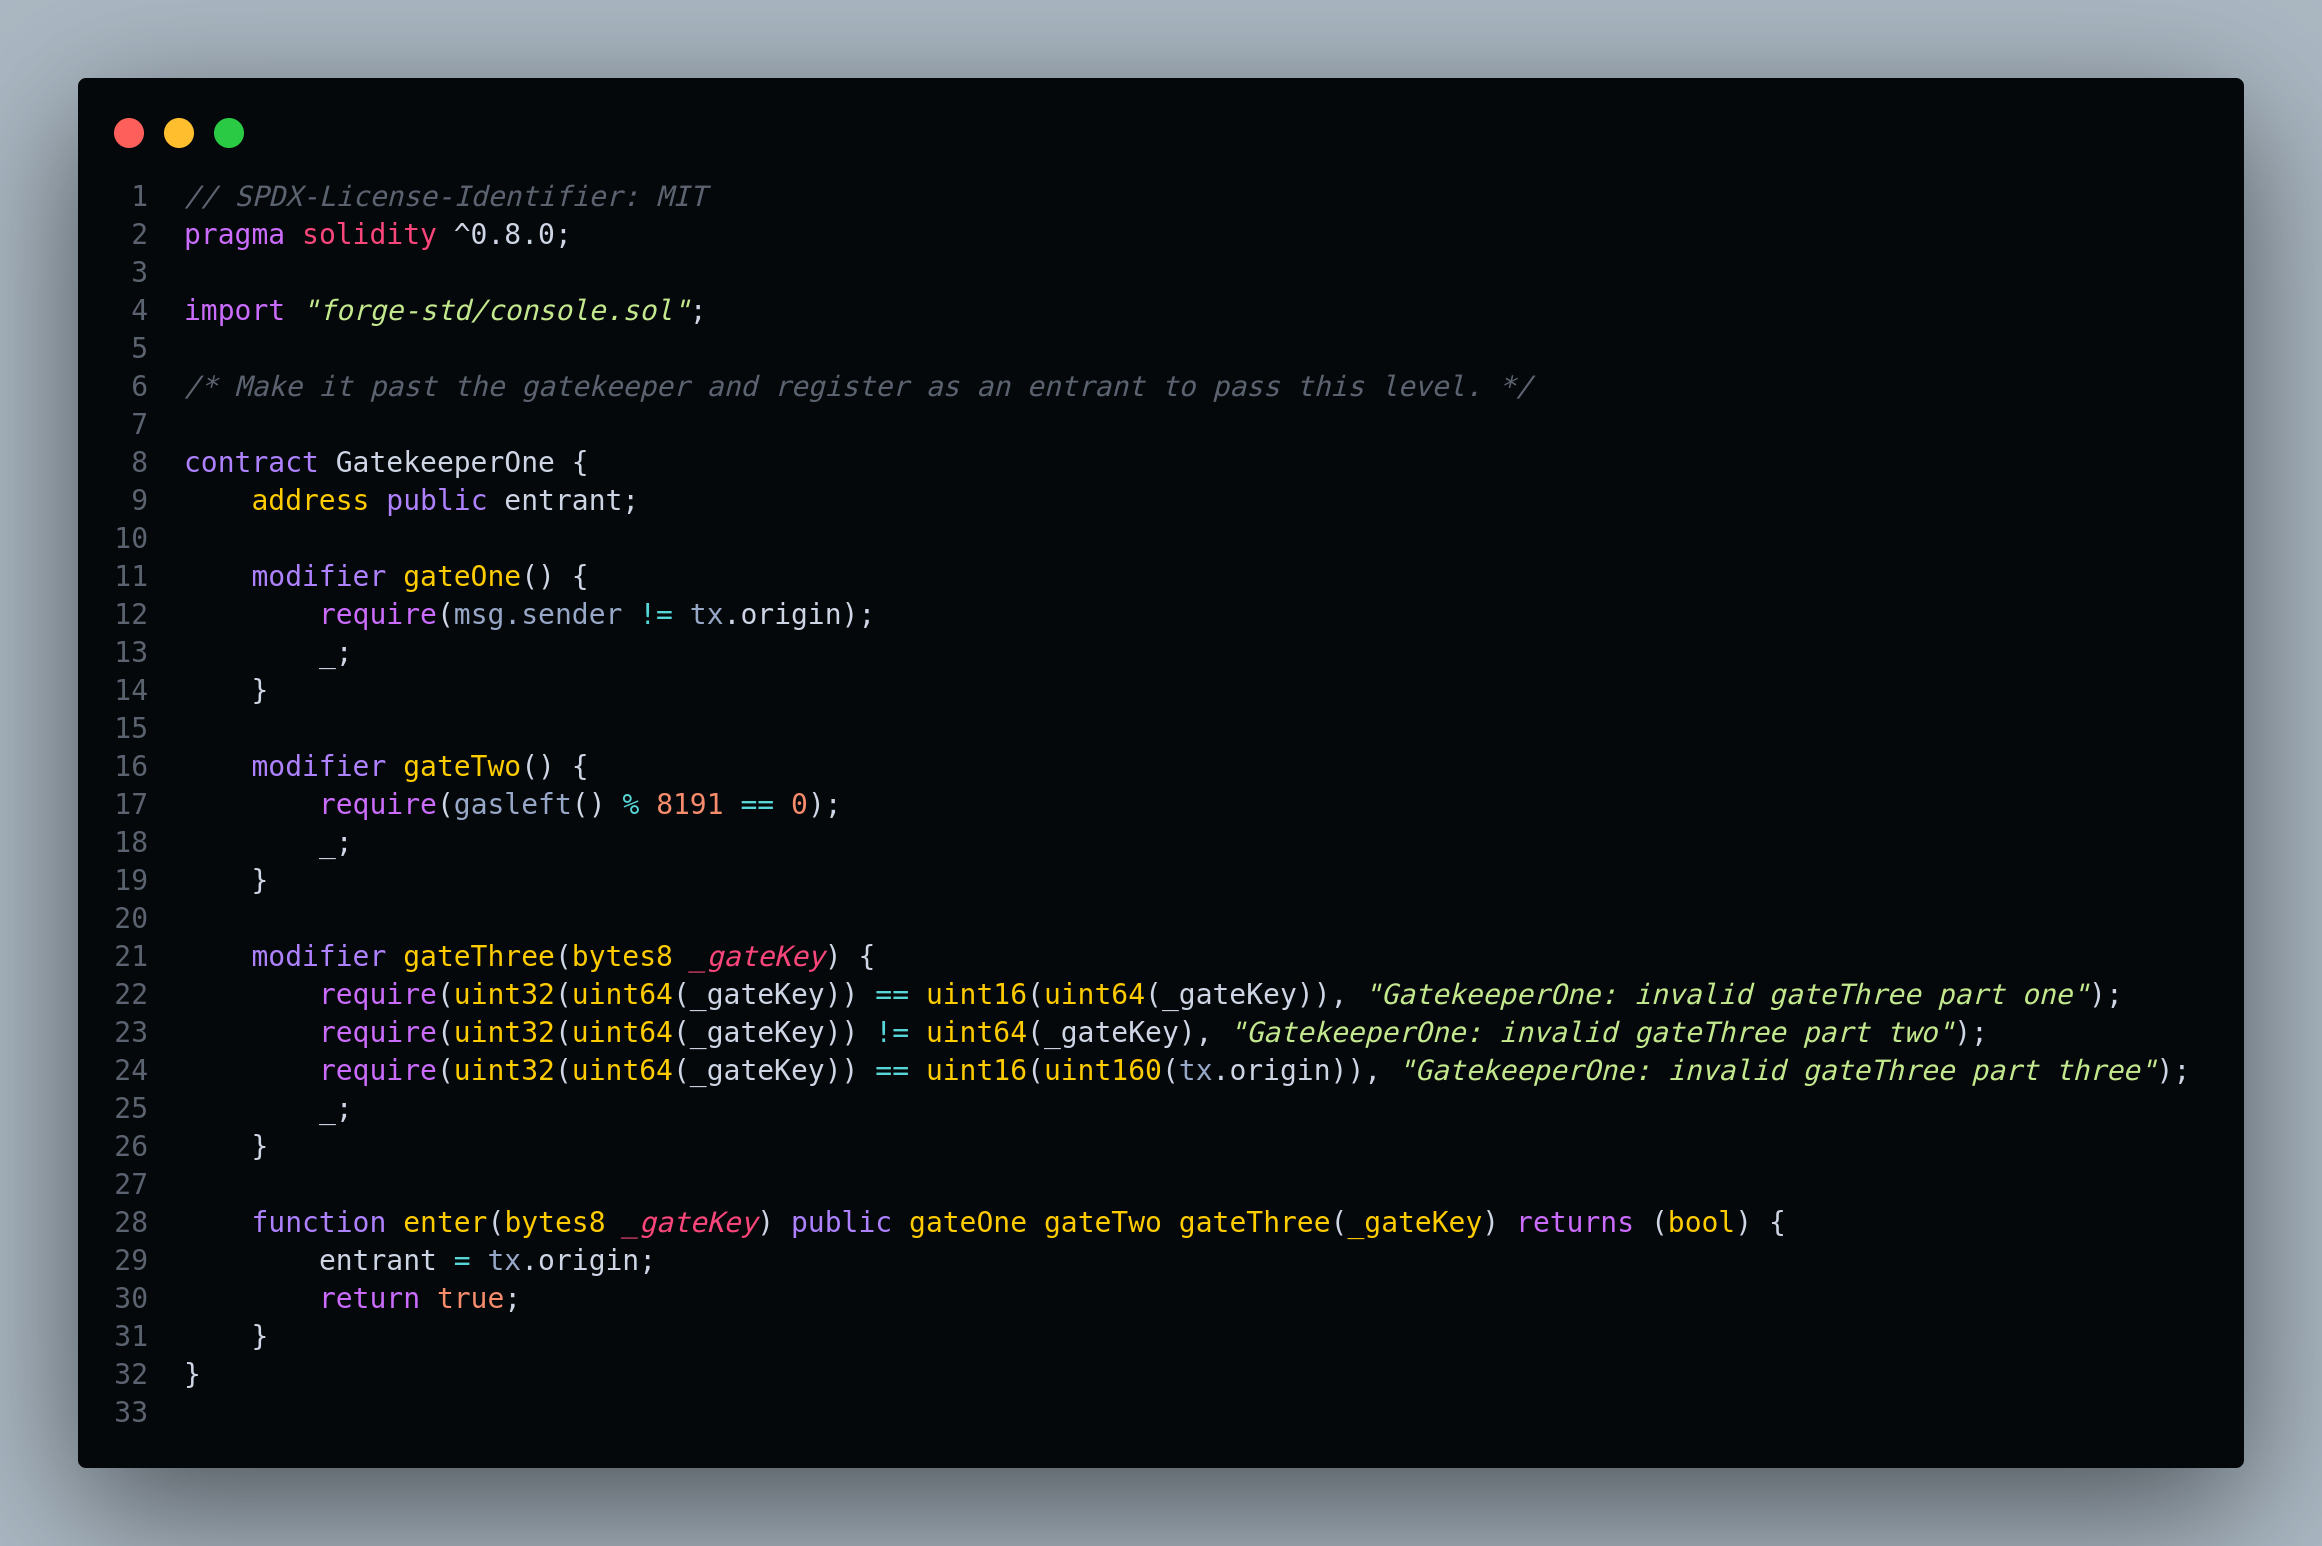 1 // SPDX-License-Identifier: MIT
2 pragma solidity ^0.8.0;
3
4 import "forge-std/console.sol";
5
6 /* Make it past the gatekeeper and register as an entrant to pass this level. */
7
8 contract GatekeeperOne {
9     address public entrant;
10
11     modifier gateOne() {
12         require(msg.sender != tx.origin);
13         _;
14     }
15
16     modifier gateTwo() {
17         require(gasleft() % 8191 == 0);
18         _;
19     }
20
21     modifier gateThree(bytes8 _gateKey) {
22         require(uint32(uint64(_gateKey)) == uint16(uint64(_gateKey)), "GatekeeperOne: invalid gateThree part one");
23         require(uint32(uint64(_gateKey)) != uint64(_gateKey), "GatekeeperOne: invalid gateThree part two");
24         require(uint32(uint64(_gateKey)) == uint16(uint160(tx.origin)), "GatekeeperOne: invalid gateThree part three");
25         _;
26     }
27
28     function enter(bytes8 _gateKey) public gateOne gateTwo gateThree(_gateKey) returns (bool) {
29         entrant = tx.origin;
30         return true;
31     }
32 }
33